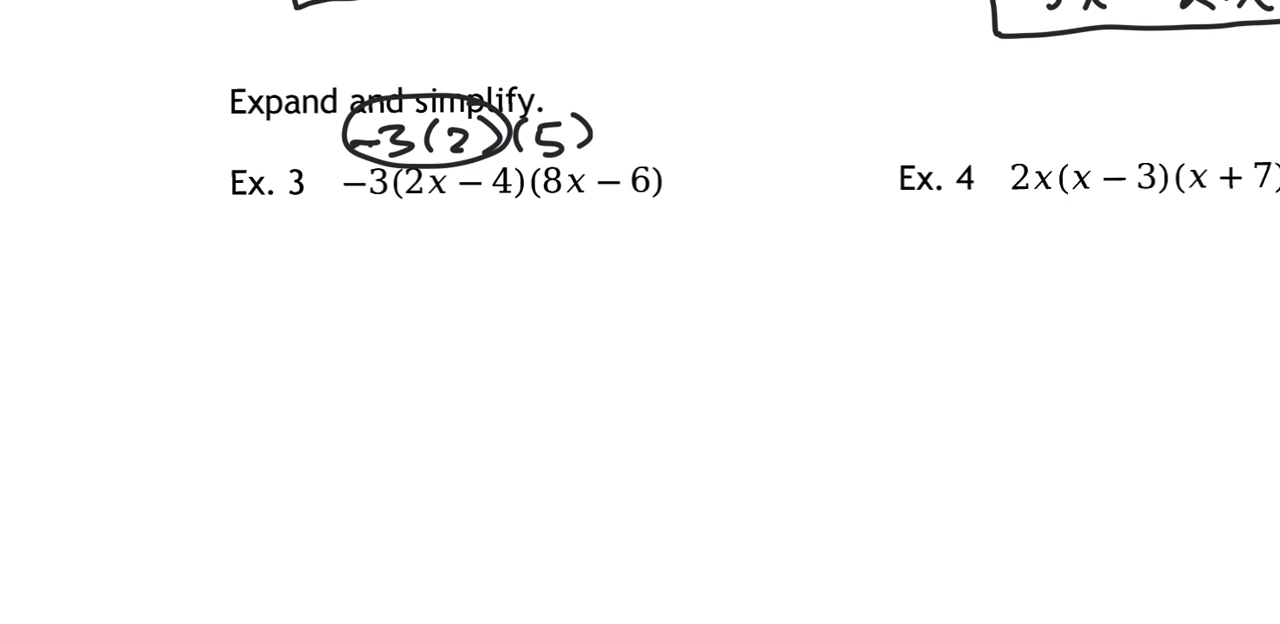 Expand and simplify.
-3(2)(5)
Ex. 3 −3(2x − 4)(8x − 6)
Ex. 4 2x(x − 3)(x + 7)